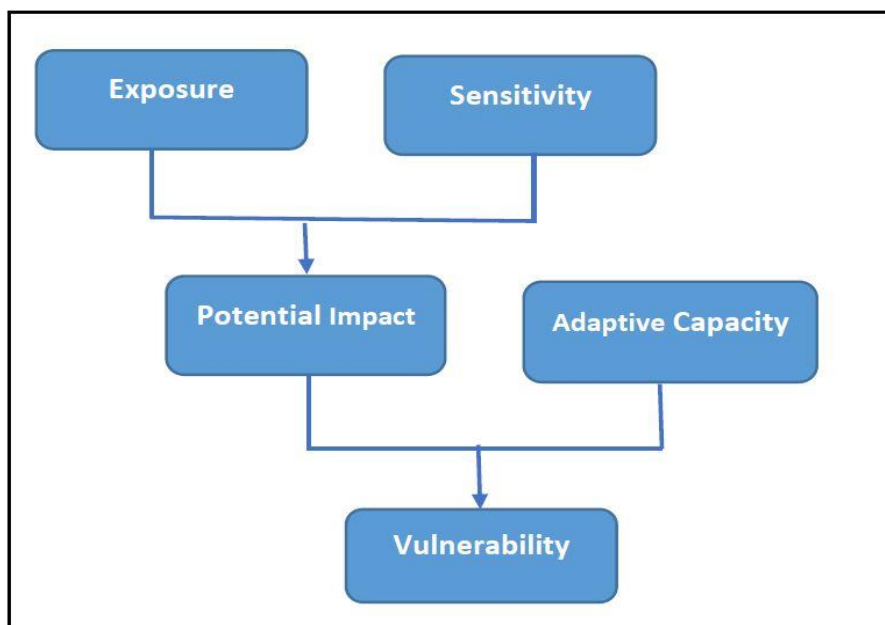 Exposure
Sensitivity
Potential Impact
Adaptive Capacity
Vulnerability